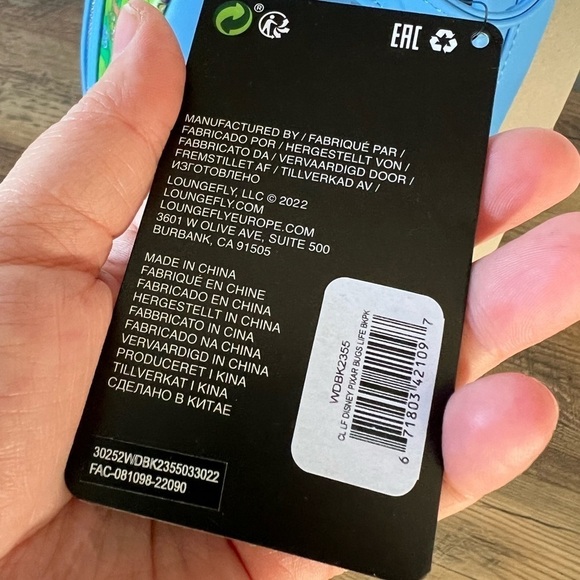 ®
EAC
MANUFACTURED BY / FABRIQUÉ PAR /
FABRICADO POR / HERGESTELLT VON /
FABBRICATO DA / VERVAARDIGD DOOR /
FREMSTILLET AF / TILLVERKAD AV /
ИЗГОТОВЛЕНО
LOUNGEFLY, LLC © 2022
LOUNGEFLY.COM
LOUNGEFLYEUROPE.COM
3601 W OLIVE AVE, SUITE 500
BURBANK, CA 91505
MADE IN CHINA
FABRIQUÉ EN CHINE
FABRICADO EN CHINA
HERGESTELLT IN CHINA
FABBRICATO IN CINA
FABRICADO NA CHINA
VERVAARDIGD IN CHINA
PRODUCERET I KINA
TILLVERKAT I KINA
СДЕЛАНО В КИТАЕ
30252WDBK2355033022
FAC-081098-22090
WDBK2355
CL LF DISNEY PIXAR BUGS LIFE BKPK
6 71803 42109 7